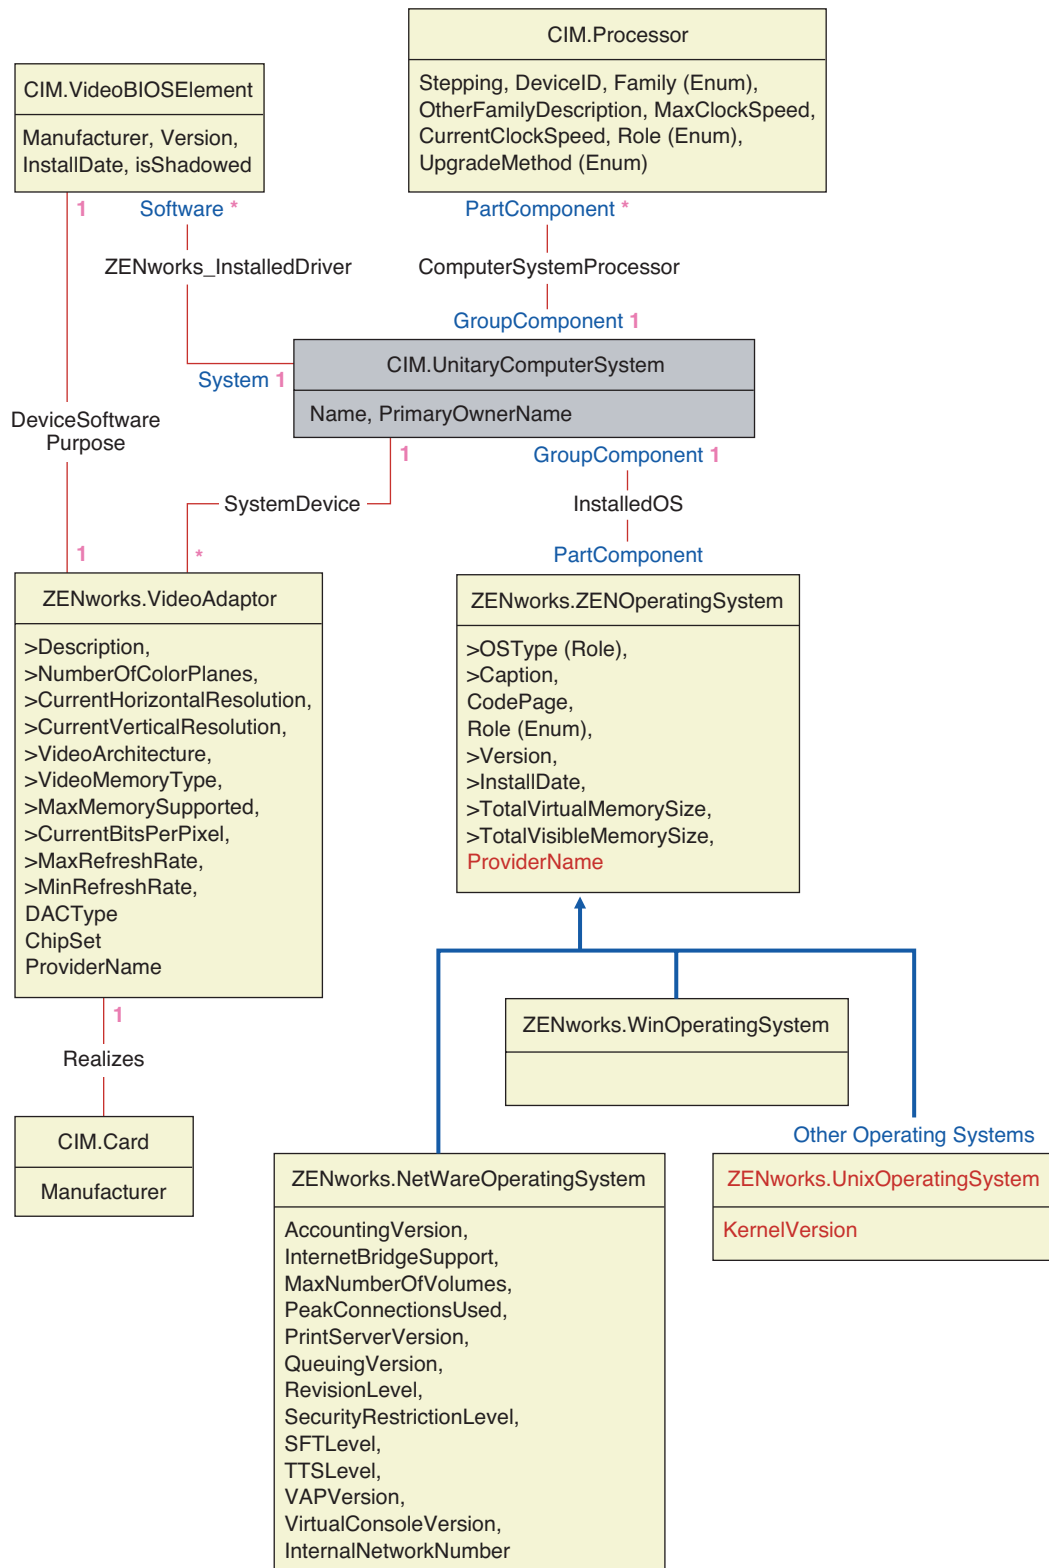 CIM.Processor
Stepping, DeviceID, Family (Enum),
OtherFamilyDescription, MaxClockSpeed,
CurrentClockSpeed, Role (Enum),
UpgradeMethod (Enum)
CIM.VideoBIOSElement
Manufacturer, Version,
InstallDate, isShadowed
1
Software *
PartComponent *
ZENworks_InstalledDriver
ComputerSystemProcessor
GroupComponent 1
System 1
CIM.UnitaryComputerSystem
Name, PrimaryOwnerName
DeviceSoftware
Purpose
1
GroupComponent 1
SystemDevice
InstalledOS
1
*
PartComponent
ZENworks.VideoAdaptor
>Description,
>NumberOfColorPlanes,
>CurrentHorizontalResolution,
>CurrentVerticalResolution,
>VideoArchitecture,
>VideoMemoryType,
>MaxMemorySupported,
>CurrentBitsPerPixel,
>MaxRefreshRate,
>MinRefreshRate,
DACType
ChipSet
ProviderName
ZENworks.ZENOperatingSystem
>OSType (Role),
>Caption,
CodePage,
Role (Enum),
>Version,
>InstallDate,
>TotalVirtualMemorySize,
>TotalVisibleMemorySize,
ProviderName
1
Realizes
CIM.Card
Manufacturer
ZENworks.WinOperatingSystem
Other Operating Systems
ZENworks.NetWareOperatingSystem
AccountingVersion,
InternetBridgeSupport,
MaxNumberOfVolumes,
PeakConnectionsUsed,
PrintServerVersion,
QueuingVersion,
RevisionLevel,
SecurityRestrictionLevel,
SFTLevel,
TTSLevel,
VAPVersion,
VirtualConsoleVersion,
InternalNetworkNumber
ZENworks.UnixOperatingSystem
KernelVersion